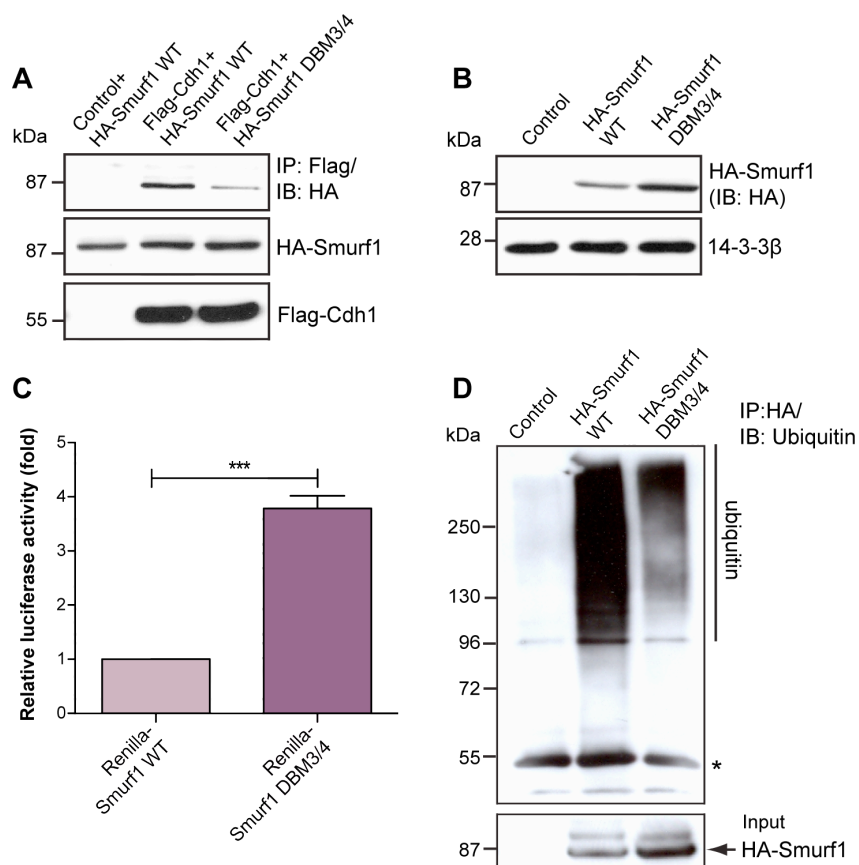 A
Control+
HA-Smurf1 WT
Flag-Cdh1+
HA-Smurf1 WT
Flag-Cdh1+
HA-Smurf1 DBM3/4
kDa
87
IP: Flag/
IB: HA
87
HA-Smurf1
55
Flag-Cdh1
B
Control
HA-Smurf1
WT
HA-Smurf1
DBM3/4
kDa
87
HA-Smurf1
(IB: HA)
28
14-3-3β
C
Relative luciferase activity (fold)
5
4
3
2
1
0
***
Renilla-
Smurf1 WT
Renilla-
Smurf1 DBM3/4
D
Control
HA-Smurf1
WT
HA-Smurf1
DBM3/4
IP:HA/
IB: Ubiquitin
kDa
250
130
96
72
55
ubiquitin
*
Input
87
HA-Smurf1